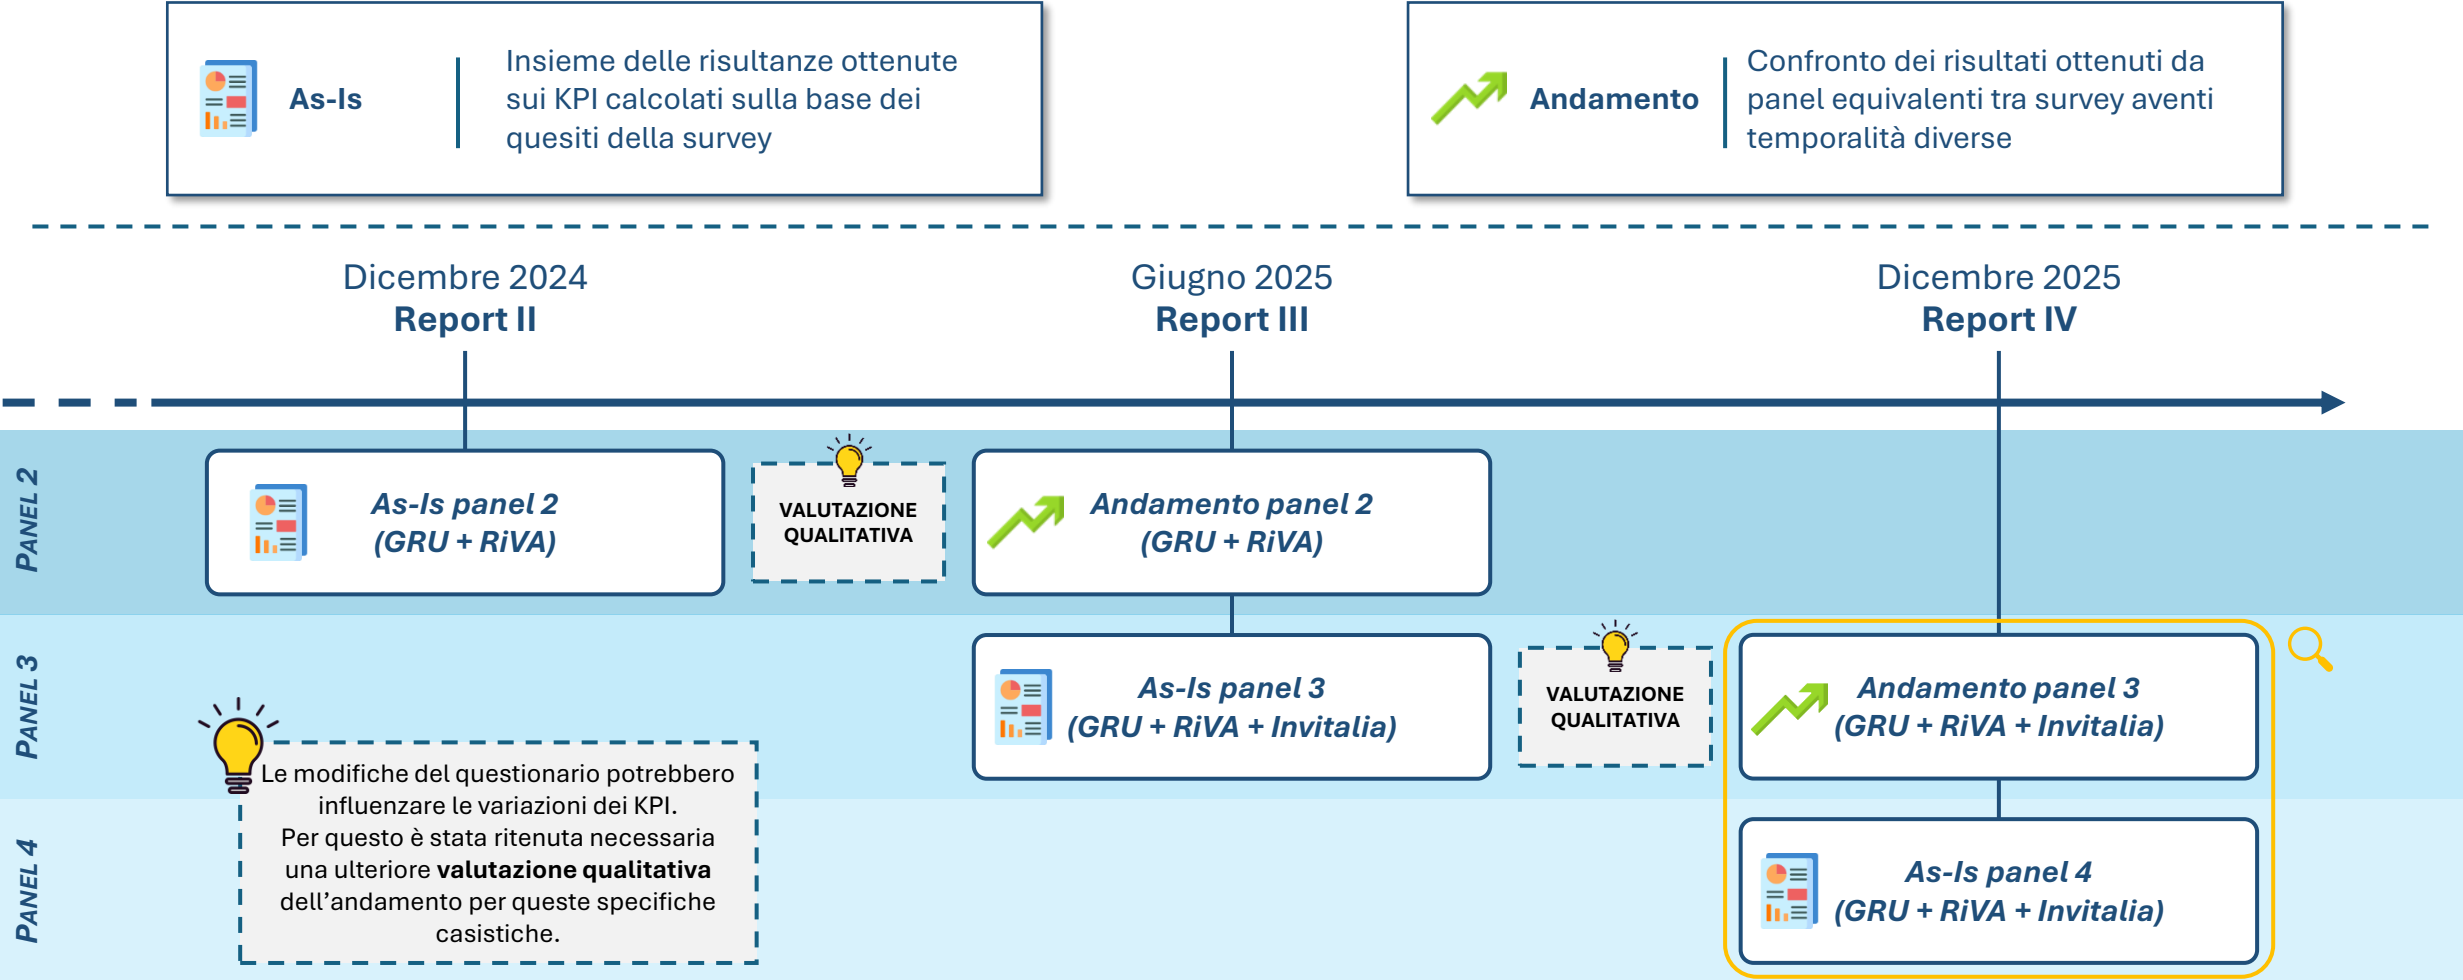 As-Is
Insieme delle risultanze ottenute
sui KPI calcolati sulla base dei
quesiti della survey
Andamento
Confronto dei risultati ottenuti da
panel equivalenti tra survey aventi
temporalità diverse
Dicembre 2024
Report II
Giugno 2025
Report III
Dicembre 2025
Report IV
PANEL 2
As-Is panel 2
(GRU + RiVA)
VALUTAZIONE
QUALITATIVA
Andamento panel 2
(GRU + RiVA)
PANEL 3
As-Is panel 3
(GRU + RiVA + Invitalia)
VALUTAZIONE
QUALITATIVA
Andamento panel 3
(GRU + RiVA + Invitalia)
PANEL 4
Le modifiche del questionario potrebbero
influenzare le variazioni dei KPI.
Per questo è stata ritenuta necessaria
una ulteriore valutazione qualitativa
dell’andamento per queste specifiche
casistiche.
As-Is panel 4
(GRU + RiVA + Invitalia)